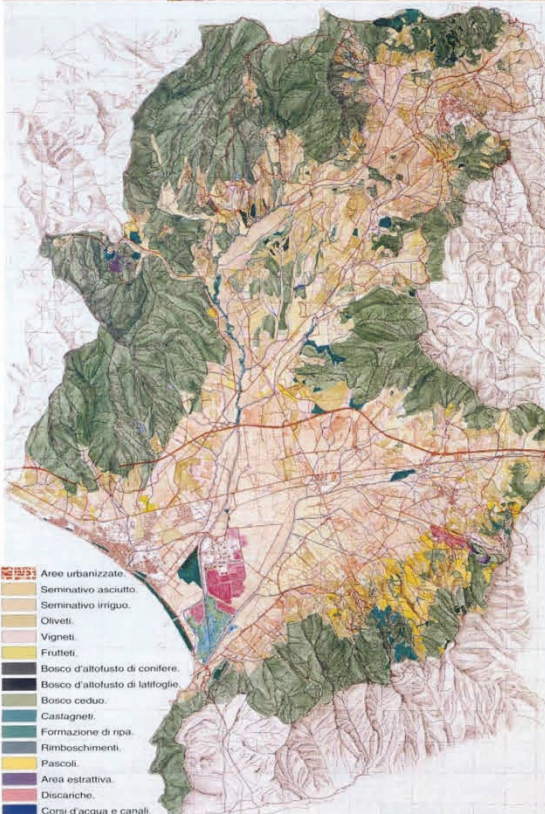 Aree urbanizzate.
Seminativo asciutto.
Seminativo irriguo.
Oliveti.
Vigneti.
Frutteti.
Bosco d'altofusto di conifere.
Bosco d'altofusto di latifoglie.
Bosco ceduo.
Castagneti.
Formazione di ripa.
Rimboschimenti.
Pascoli.
Area estrattiva.
Discariche.
Corsi d'acqua e canali.